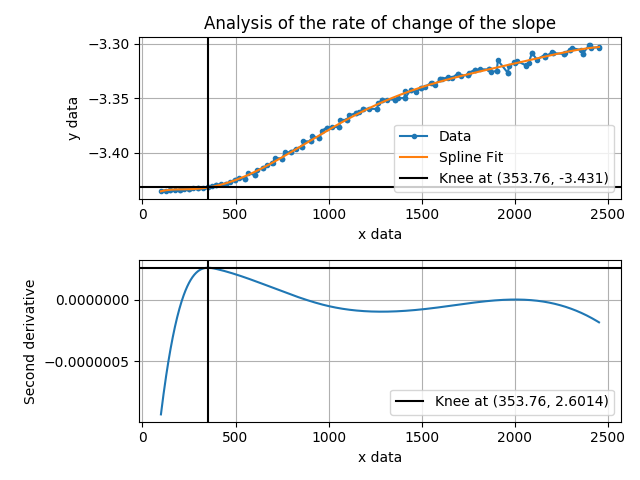 Analysis of the rate of change of the slope
−3.30
−3.35
−3.40
y data
Data
Spline Fit
Knee at (353.76, -3.431)
0 500 1000 1500 2000 2500
x data
0.0000000
−0.0000005
Second derivative
Knee at (353.76, 2.6014)
0 500 1000 1500 2000 2500
x data